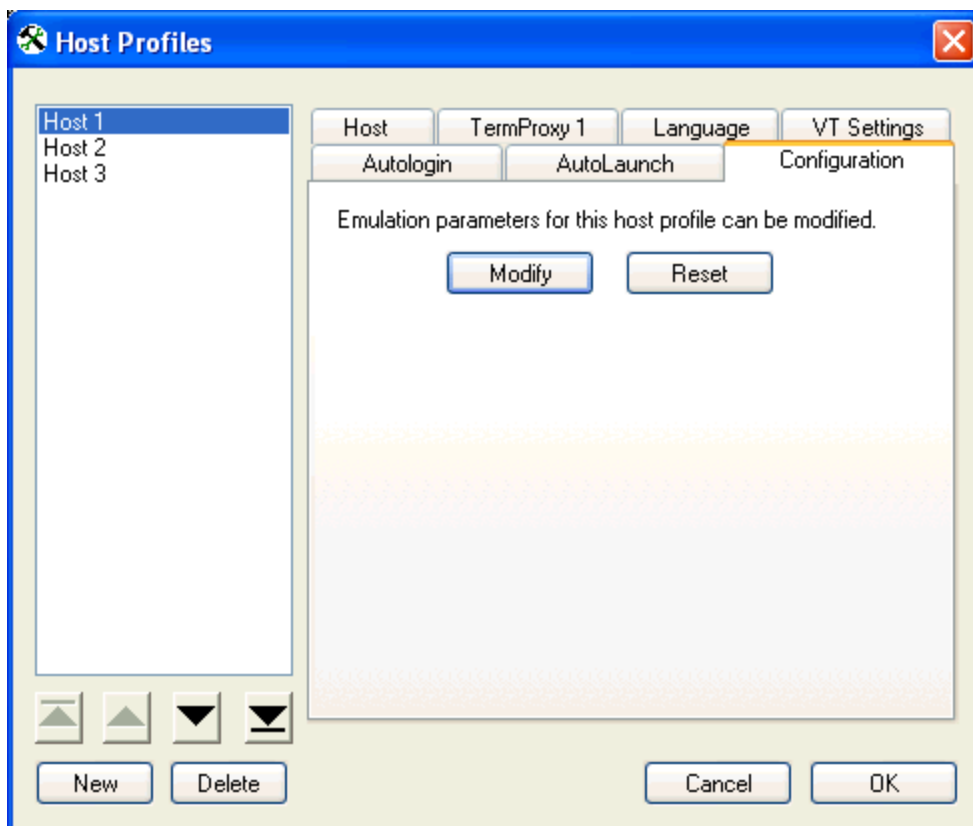 Host Profiles
Host 1
Host 2
Host 3
Host TermProxy 1 Language VT Settings
Autologin AutoLaunch Configuration
Emulation parameters for this host profile can be modified.
Modify Reset
New Delete Cancel OK